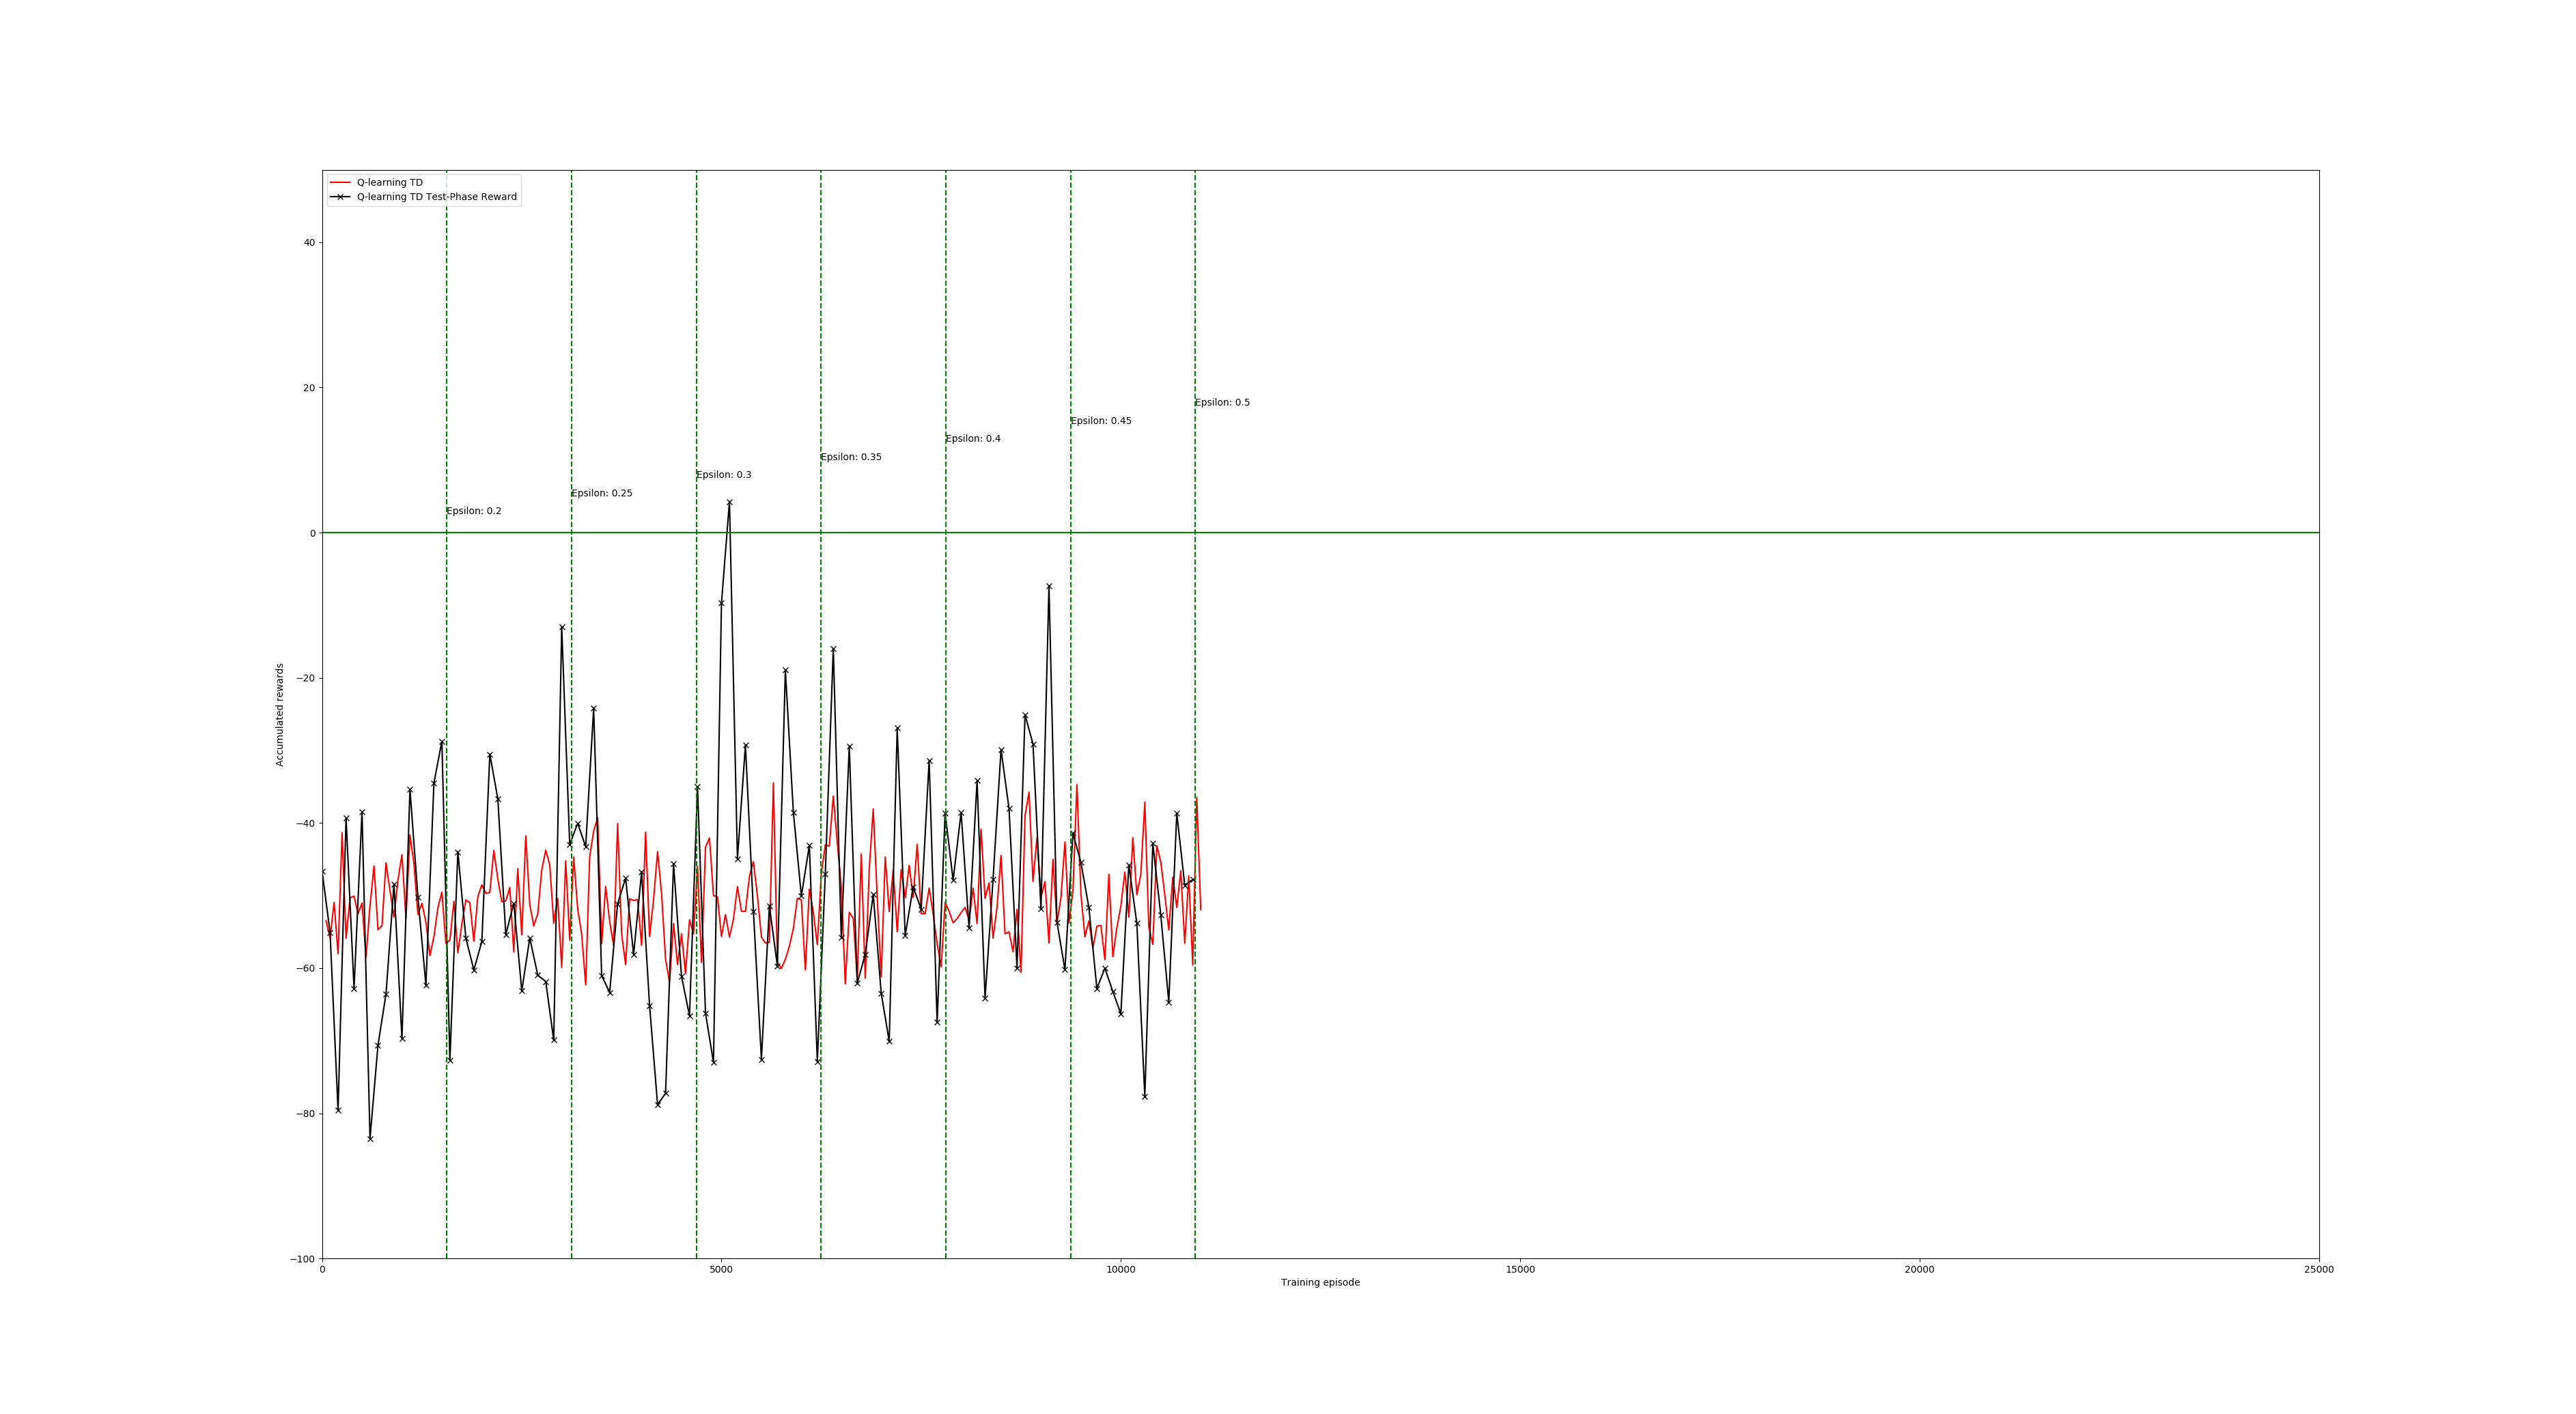 Q-learning TD
Q-learning TD Test-Phase Reward
40
20
0
−20
−40
−60
−80
−100
Accumulated rewards
Epsilon: 0.5
Epsilon: 0.45
Epsilon: 0.4
Epsilon: 0.35
Epsilon: 0.3
Epsilon: 0.25
Epsilon: 0.2
0
5000
10000
15000
20000
25000
Training episode